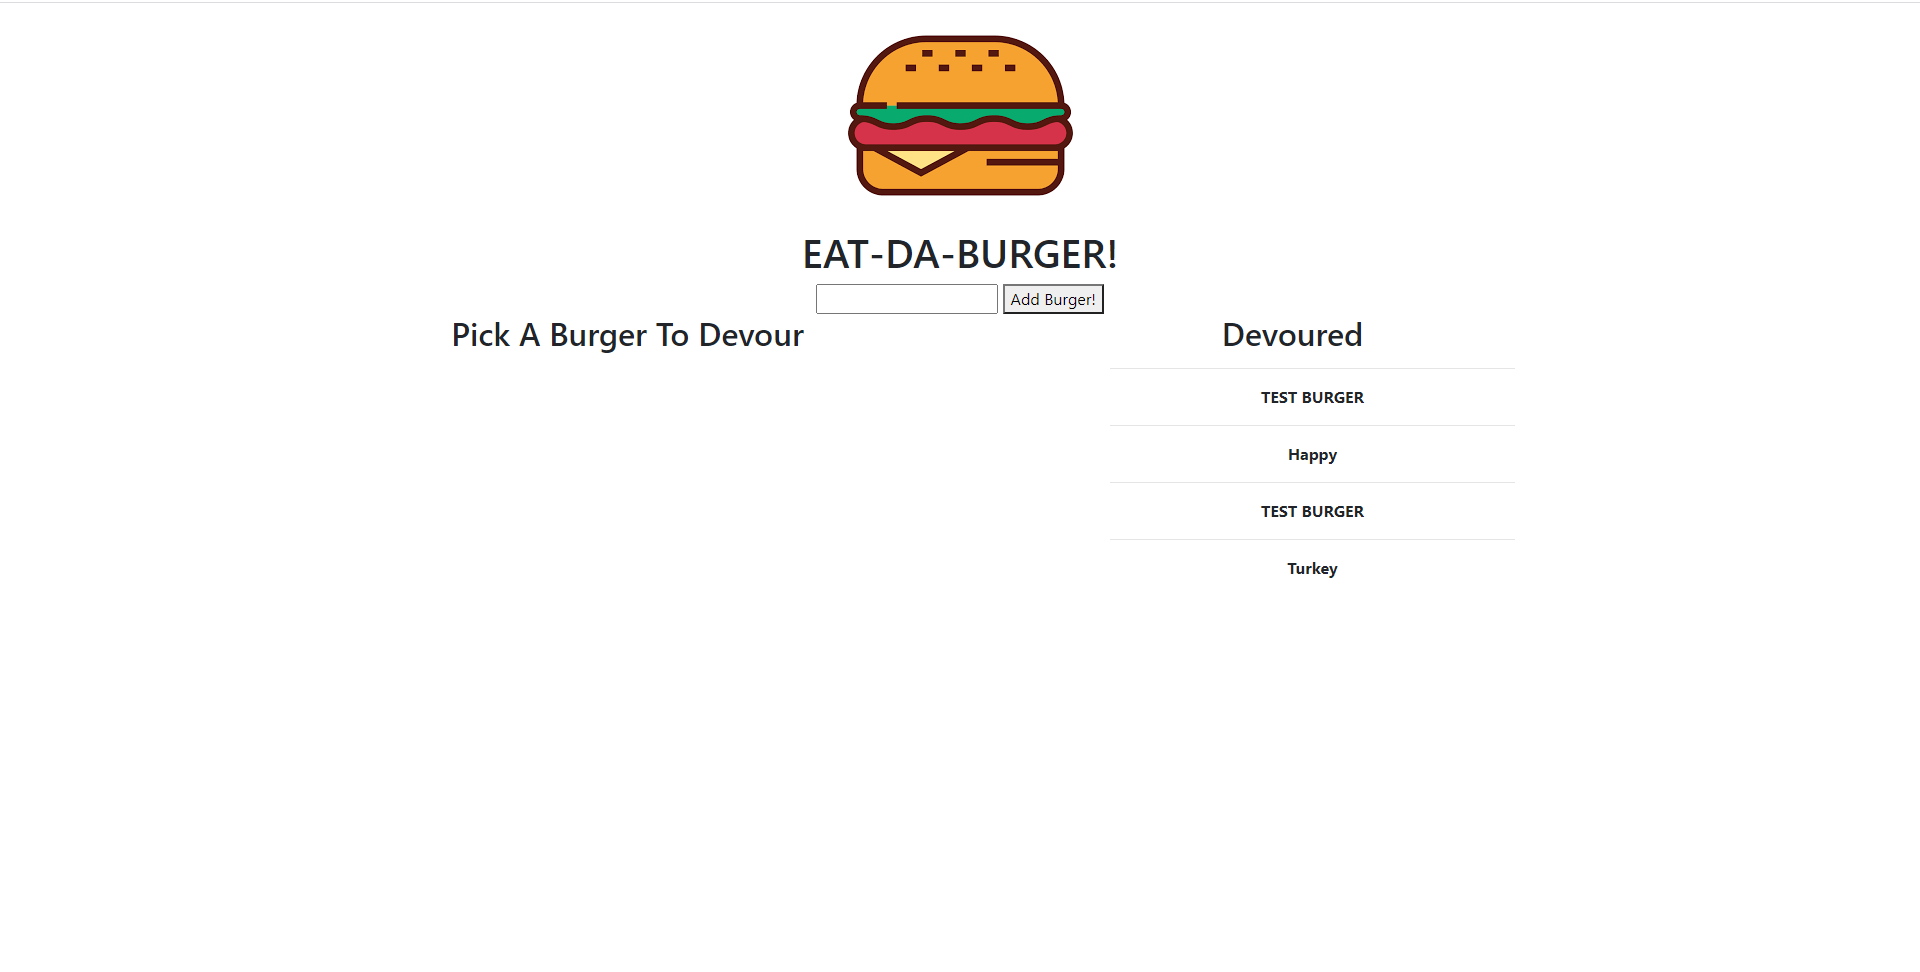 EAT-DA-BURGER!
Add Burger!
Pick A Burger To Devour
Devoured
TEST BURGER
Happy
TEST BURGER
Turkey